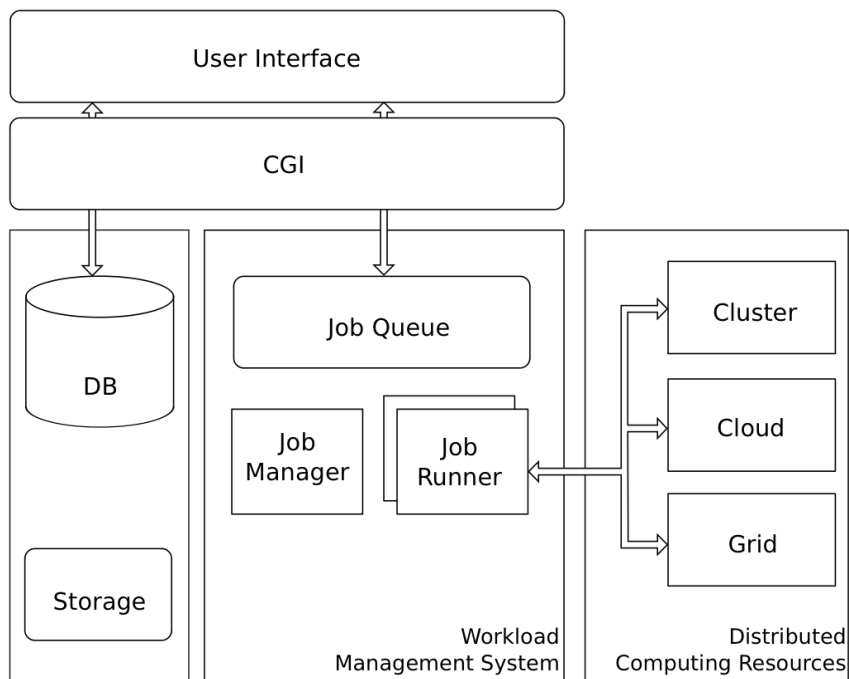 User Interface
CGI
Job Queue
DB
Job
Manager
Job
Runner
Cluster
Cloud
Grid
Storage
Workload
Management System
Distributed
Computing Resources